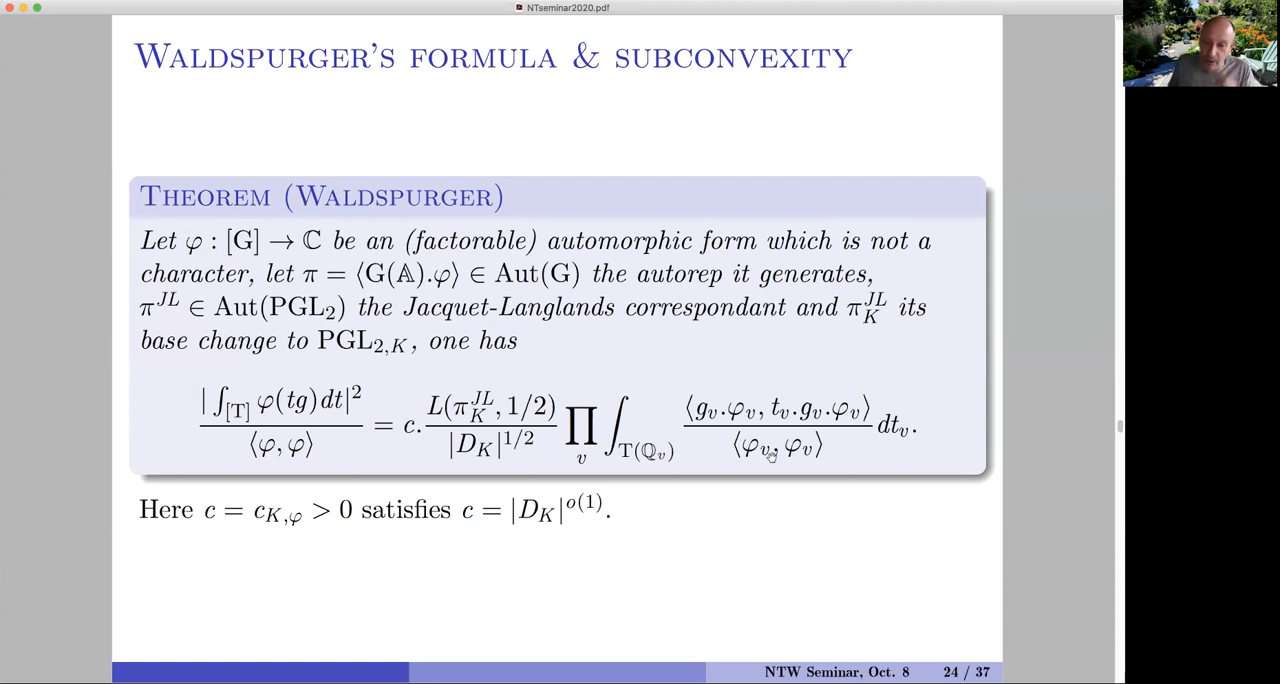 NTseminar2020.pdf
WALDSPURGER'S FORMULA & SUBCONVEXITY
THEOREM (WALDSPURGER)
Let φ : [G] → ℂ be an (factorable) automorphic form which is not a
character, let π = ⟨G(𝔸).φ⟩ ∈ Aut(G) the autorep it generates,
π^{JL} ∈ Aut(PGL₂) the Jacquet-Langlands correspondant and π_K^{JL} its
base change to PGL_{2,K}, one has
|∫_{[T]} φ(tg)dt|² / ⟨φ, φ⟩ = c. L(π_K^{JL}, 1/2) / |D_K|^{1/2} ∏_v ∫_{T(ℚ_v)} ⟨g_v.φ_v, t_v.g_v.φ_v⟩ / ⟨φ_v, φ_v⟩ dt_v.
Here c = c_{K,φ} > 0 satisfies c = |D_K|^{o(1)}.
NTW Seminar, Oct. 8 24 / 37